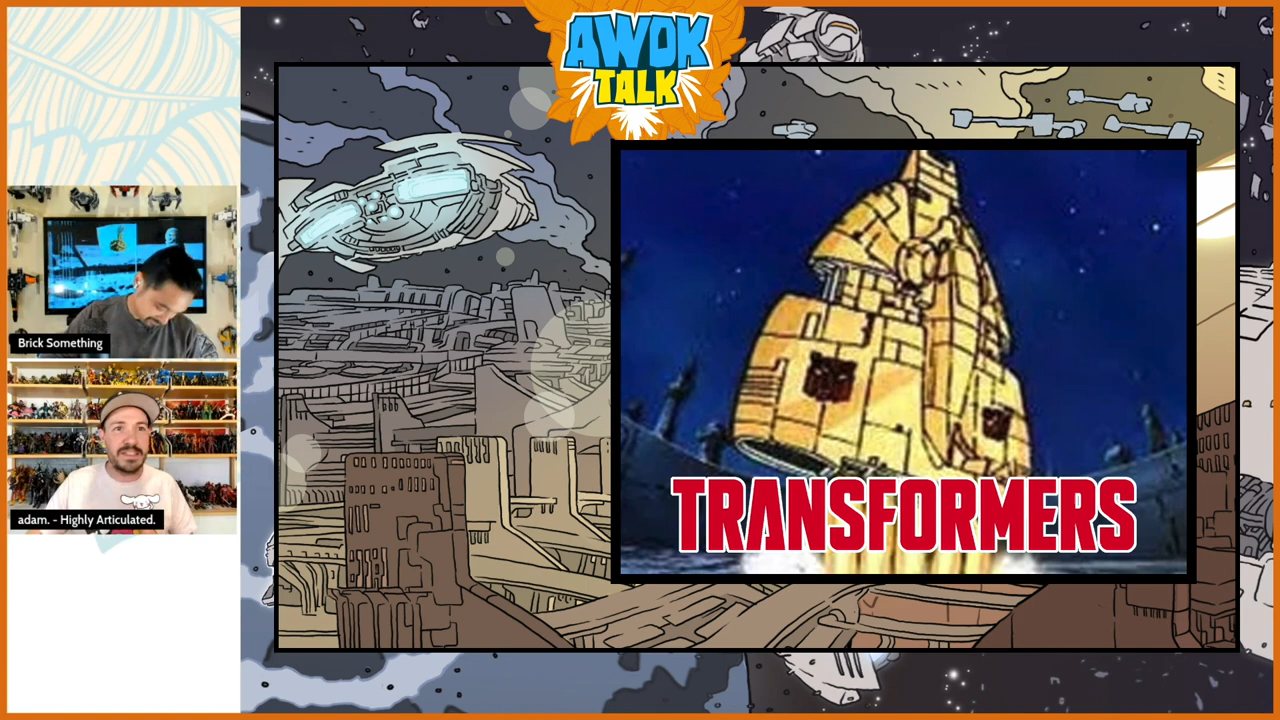 AWOK
TALK
Brick Something
adam. - Highly Articulated.
TRANSFORMERS